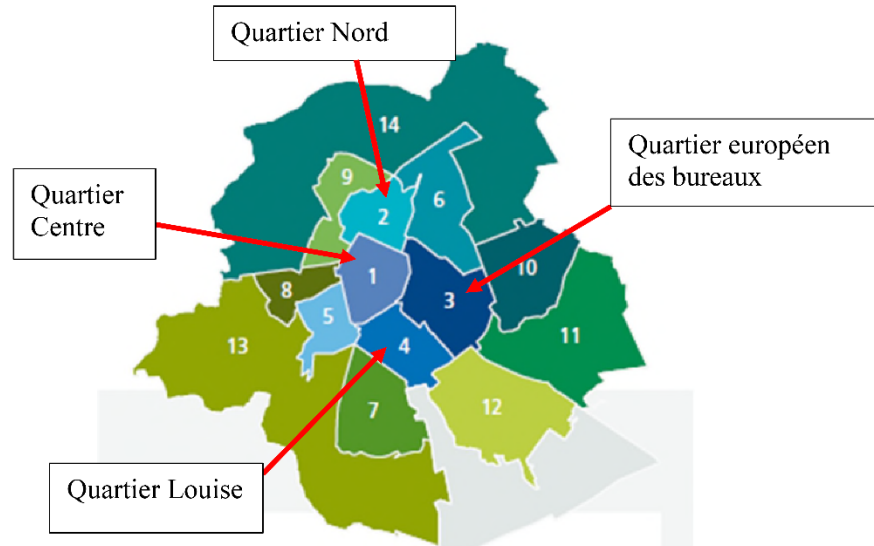 Quartier Nord
14
Quartier européen
des bureaux
9
6
Quartier
Centre
2
10
1
8
3
5
11
4
13
7
12
Quartier Louise